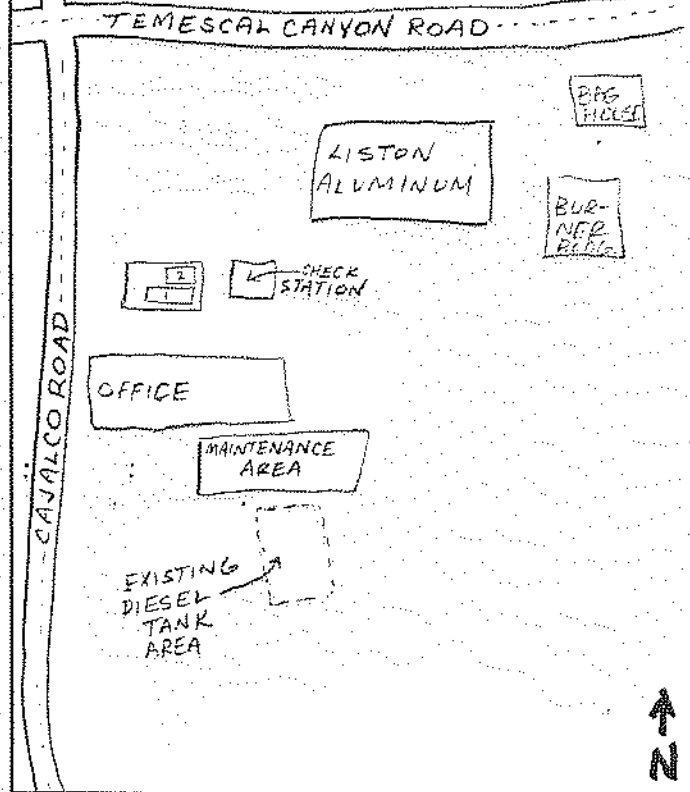 TEMESCAL CANYON ROAD
BAG
HOUSE
LISTON
ALUMINUM
BUR-
NER
BLDG.
2
1
CHECK
STATION
CAJALCO ROAD
OFFICE
MAINTENANCE
AREA
EXISTING
DIESEL
TANK
AREA
N